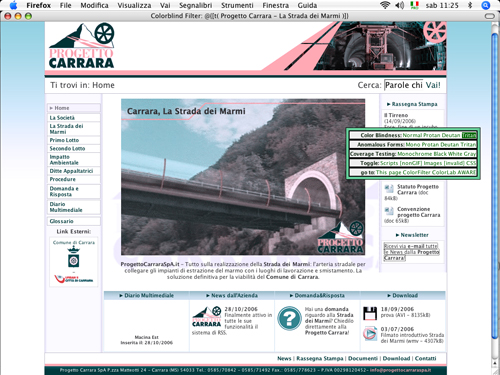 Firefox File Modifica Visualizza Vai Segnalibri Strumenti Finestra Guida
sab 11:25
Colorblind Filter: @[[t( Progetto Carrara - La Strada dei Marmi )]]
PROGETTO
CARRARA
Ti trovi in: Home
Cerca: Parole chi Vai!
Home
La Società
La Strada dei
Marmi
Primo Lotto
Secondo Lotto
Impatto
Ambientale
Ditte Appaltatrici
Procedure
Domanda e
Risposta
Diario
Multimediale
Glossario
Link Esterni:
Comune di Carrara
Carrara, La Strada dei Marmi
PROGETTO
CARRARA
ProgettoCarraraSpA.it - Tutto sulla realizzazione della Strada dei Marmi: l'arteria stradale per
collegare gli impianti di estrazione del marmo con i luoghi di lavorazione e smistamento. La
soluzione definitiva per la viabilità del Comune di Carrara.
Rassegna Stampa
Il Tirreno
(14/09/2006)
Color Blindness: Normal Protan Deutan Tritan
Anomalous Forms: Mono Protan Deutan Tritan
Coverage Testing: Monochrome Black White Gray
Toggle: Scripts [nonGIF] Images [invalid] CSS
go to: This page ColorFilter ColorLab AWARE
Statuto Progetto
Carrara (doc
84kB)
Convenzione
progetto Carrara
(doc 65kB)
Newsletter
Ricevi via e-mail tutte
le News dalla Progetto
Carrara!
Diario Multimediale
Marina Est
Inserita il 28/10/2006
News dall'Azienda
PROGETTO
CARRARA
28/10/2006
Finalmente attivo in
tutte le sue
funzionalità il
sistema di RSS.
Domanda&Risposta
Hai una domanda
riguardo alla Strada
dei Marmi? Chiedilo
direttamente alla
Progetto Carrara!
Download
18/09/2006
prova (AVI - 8135kB)
03/07/2006
Filmato introduttivo Strada
dei Marmi (wmv - 4307kB)
News | Rassegna Stampa | Documenti | Download | Contatti
Progetto Carrara SpA P.zza Matteotti 24 - Carrara (MS) 54033 Tel. 0585/70842 - 0585/71492 Fax. 0585/778623 - P.IVA 00298120452- info@progettocarraraspa.it